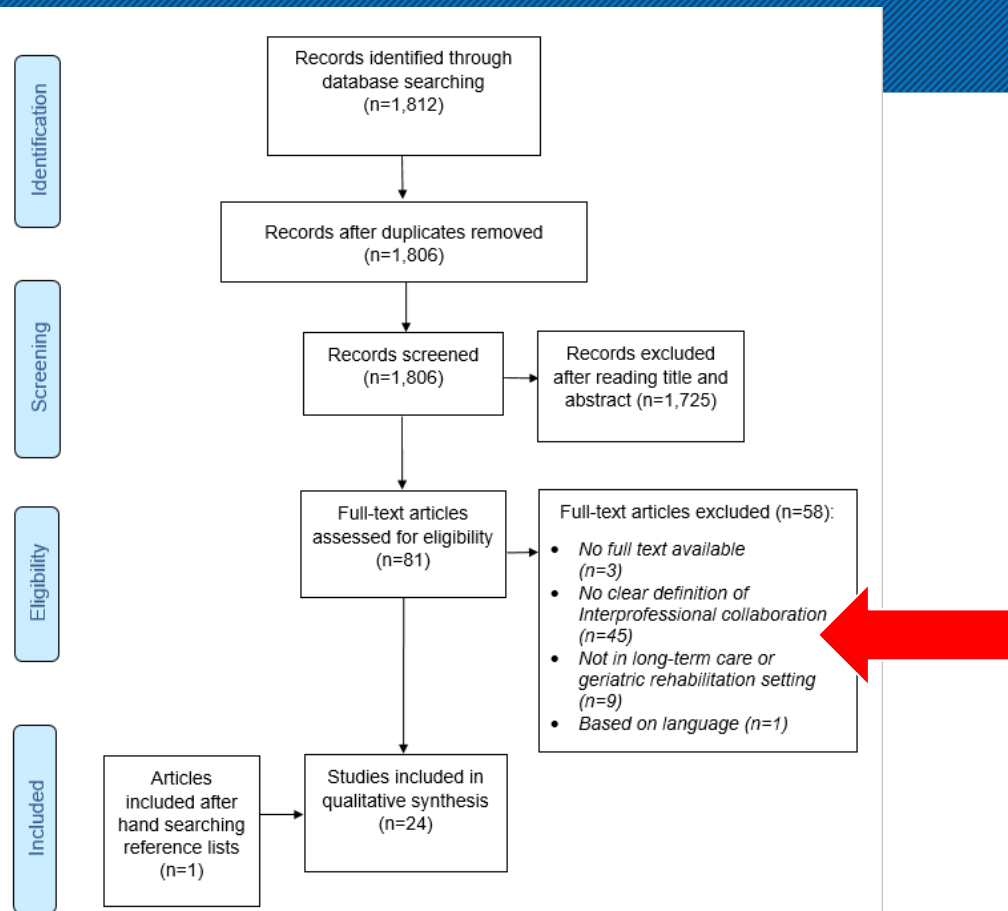 Identification
Records identified through
database searching
(n=1,812)
Records after duplicates removed
(n=1,806)
Screening
Records screened
(n=1,806)
Records excluded
after reading title and
abstract (n=1,725)
Eligibility
Full-text articles
assessed for eligibility
(n=81)
Full-text articles excluded (n=58):
• No full text available
(n=3)
• No clear definition of
Interprofessional collaboration
(n=45)
• Not in long-term care or
geriatric rehabilitation setting
(n=9)
• Based on language (n=1)
Included
Articles
included after
hand searching
reference lists
(n=1)
Studies included in
qualitative synthesis
(n=24)